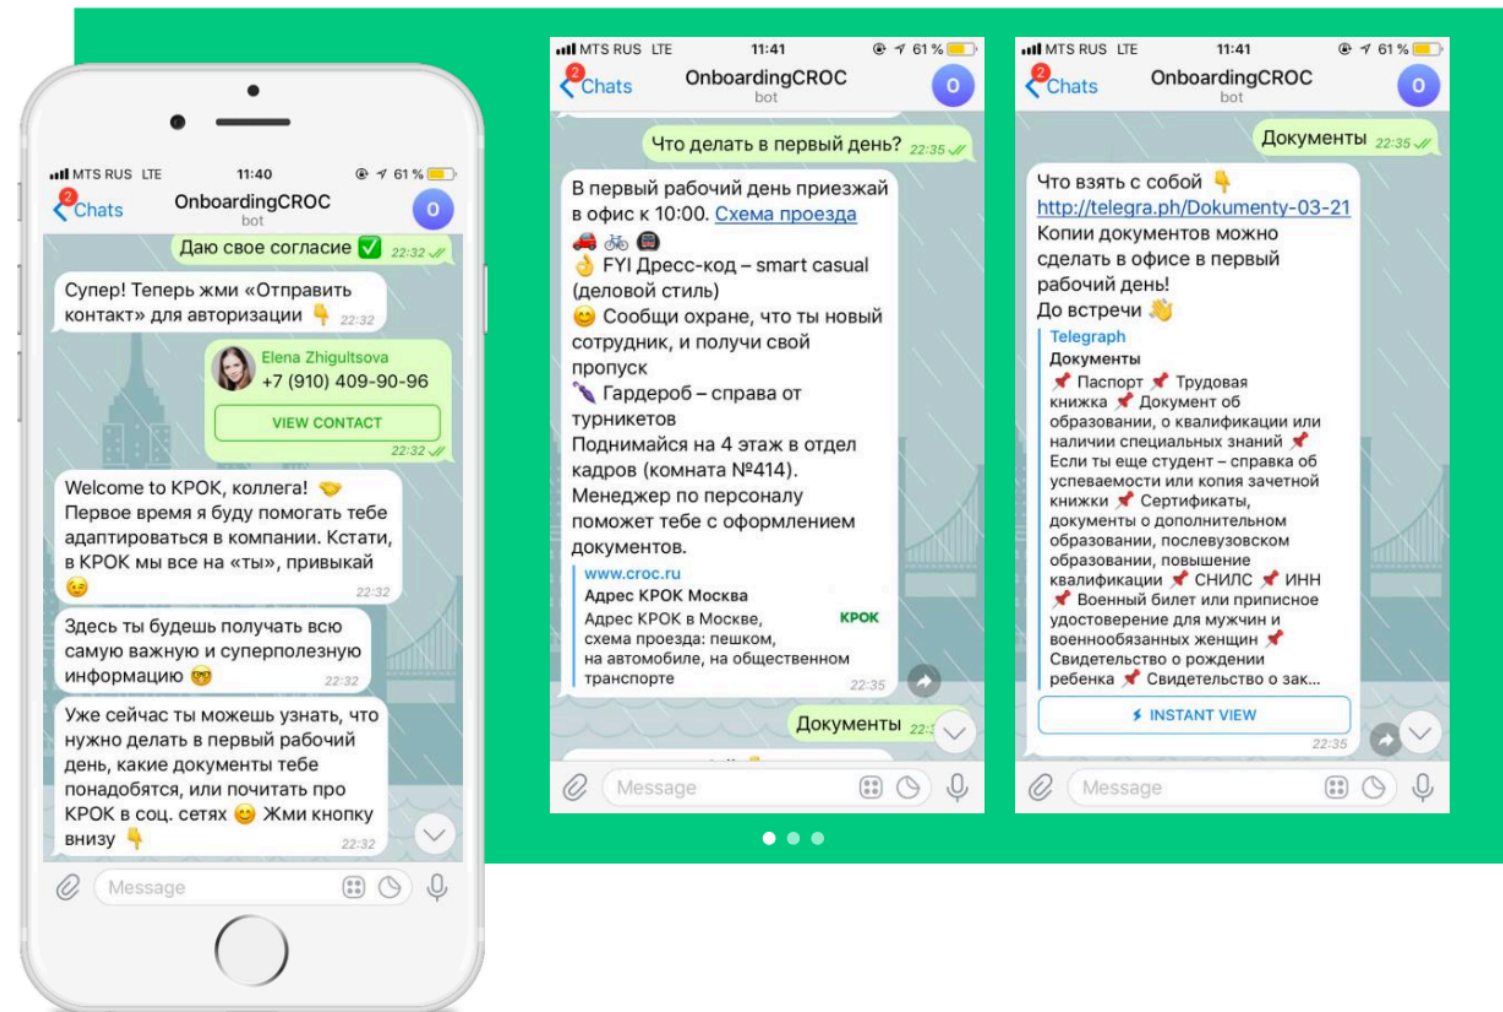 MTS RUS LTE 11:40 61 %
2
Chats
OnboardingCROC
bot
O
Даю свое согласие ✅ 22:32
Супер! Теперь жми «Отправить
контакт» для авторизации 👇 22:32
Elena Zhigultsova
+7 (910) 409-90-96
VIEW CONTACT
22:32
Welcome to КРОК, коллега! 🤝
Первое время я буду помогать тебе
адаптироваться в компании. Кстати,
в КРОК мы все на «ты», привыкай
😉 22:32
Здесь ты будешь получать всю
самую важную и суперполезную
информацию 🤓 22:32
Уже сейчас ты можешь узнать, что
нужно делать в первый рабочий
день, какие документы тебе
понадобятся, или почитать про
КРОК в соц. сетях 😊 Жми кнопку
внизу 👇 22:32
Message
MTS RUS LTE 11:41 61 %
2
Chats
OnboardingCROC
bot
O
Что делать в первый день? 22:35
В первый рабочий день приезжай
в офис к 10:00. Схема проезда
🚗 🚲 🚇
👌 FYI Дресс-код – smart casual
(деловой стиль)
😊 Сообщи охране, что ты новый
сотрудник, и получи свой
пропуск
🌂 Гардероб – справа от
турникетов
Поднимайся на 4 этаж в отдел
кадров (комната №414).
Менеджер по персоналу
поможет тебе с оформлением
документов.
www.croc.ru
Адрес КРОК Москва
Адрес КРОК в Москве,
КРОК
схема проезда: пешком,
на автомобиле, на общественном
транспорте
22:35
Документы
Message
MTS RUS LTE 11:41 61 %
2
Chats
OnboardingCROC
bot
O
Документы 22:35
Что взять с собой 👇
http://telegra.ph/Dokumenty-03-21
Копии документов можно
сделать в офисе в первый
рабочий день!
До встречи 👋
Telegraph
Документы
📌 Паспорт 📌 Трудовая
книжка 📌 Документ об
образовании, о квалификации или
наличии специальных знаний 📌
Если ты еще студент – справка об
успеваемости или копия зачетной
книжки 📌 Сертификаты,
документы о дополнительном
образовании, послевузовском
образовании, повышение
квалификации 📌 СНИЛС 📌 ИНН
📌 Военный билет или приписное
удостоверение для мужчин и
военнообязанных женщин 📌
Свидетельство о рождении
ребенка 📌 Свидетельство о зак...
⚡ INSTANT VIEW
22:35
Message